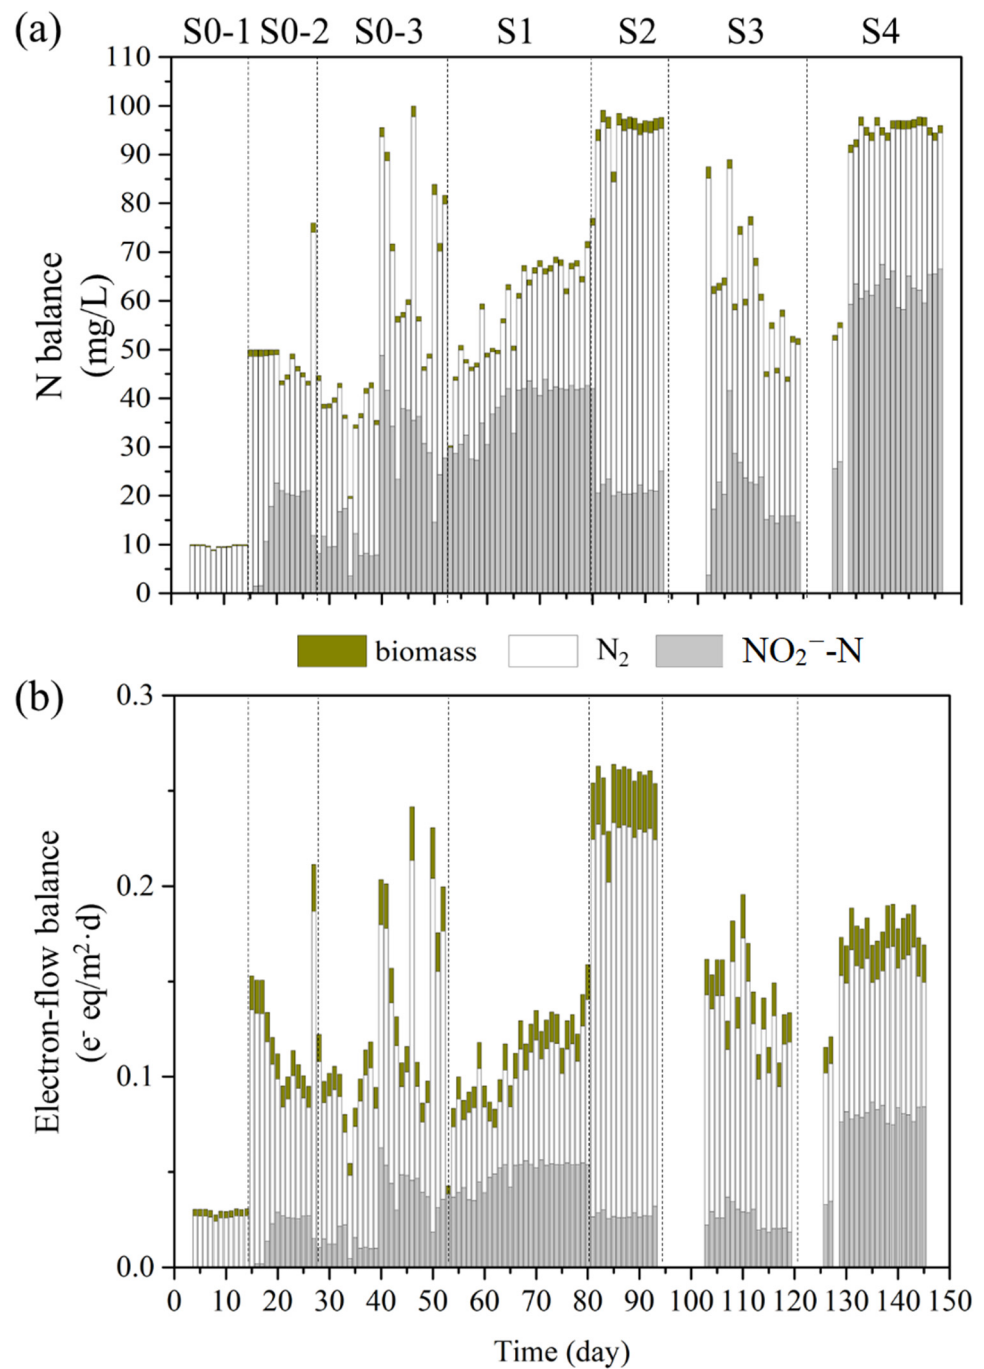 (a)
S0-1 S0-2 S0-3 S1 S2 S3 S4
110
100
90
80
70
60
50
40
30
20
10
0
N balance
(mg/L)
biomass N₂ NO₂⁻-N
(b)
0.3
0.2
0.1
0.0
Electron-flow balance
(e⁻ eq/m²·d)
0 10 20 30 40 50 60 70 80 90 100 110 120 130 140 150
Time (day)